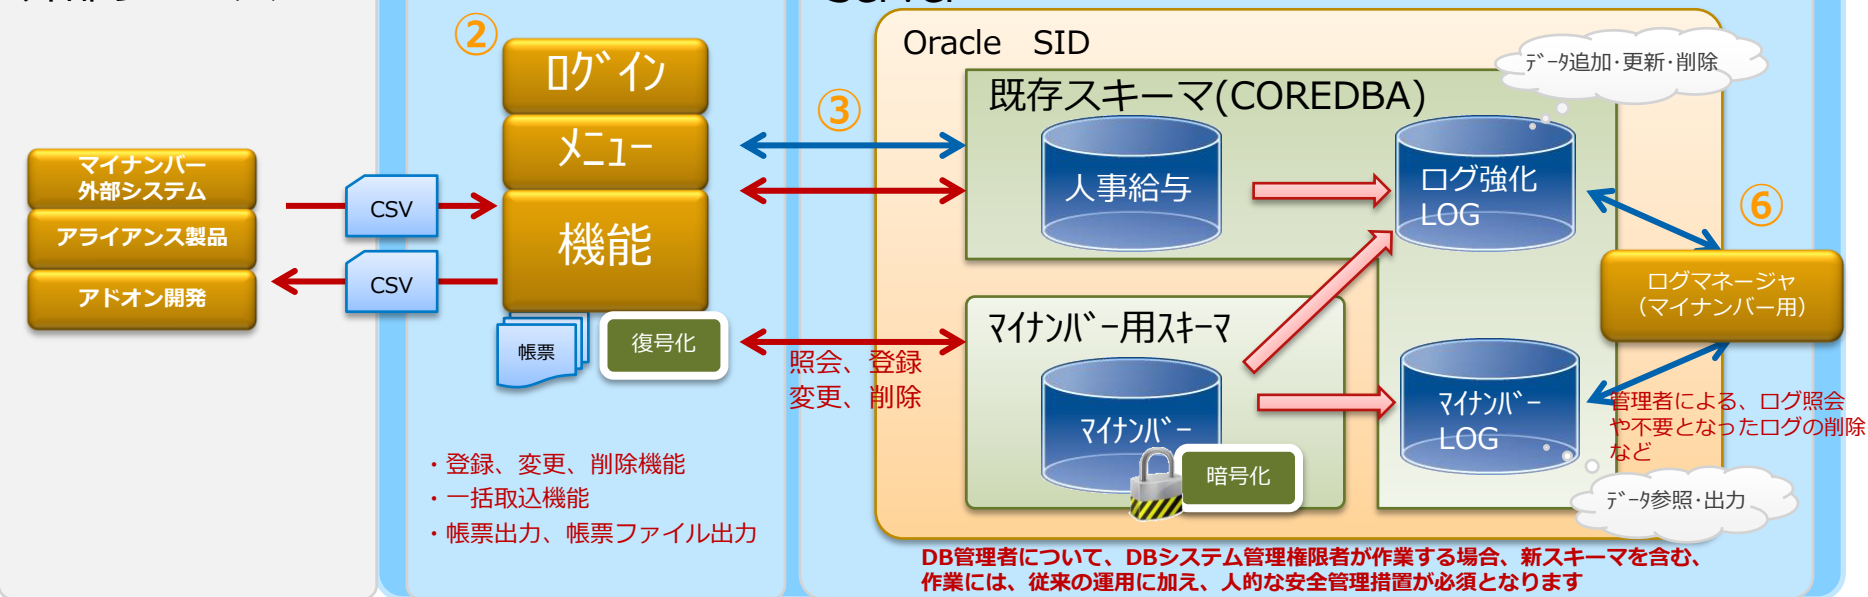 ②
ﾛｸﾞｲﾝ
ﾒﾆｭｰ
機能
マイナンバー
外部システム
アライアンス製品
アドオン開発
CSV
CSV
帳票
復号化
・登録、変更、削除機能
・一括取込機能
・帳票出力、帳票ファイル出力
③
照会、登録
変更、削除
Oracle　SID
既存スキーマ(COREDBA)
人事給与
ログ強化
LOG
ﾃﾞｰﾀ追加･更新･削除
⑥
ログマネージャ
（マイナンバー用）
ﾏｲﾅﾝﾊﾞｰ用ｽｷｰﾏ
ﾏｲﾅﾝﾊﾞｰ
暗号化
ﾏｲﾅﾝﾊﾞｰ
LOG
管理者による、ログ照会
や不要となったログの削除
など
ﾃﾞｰﾀ参照･出力
DB管理者について、DBシステム管理権限者が作業する場合、新スキーマを含む、
作業には、従来の運用に加え、人的な安全管理措置が必須となります